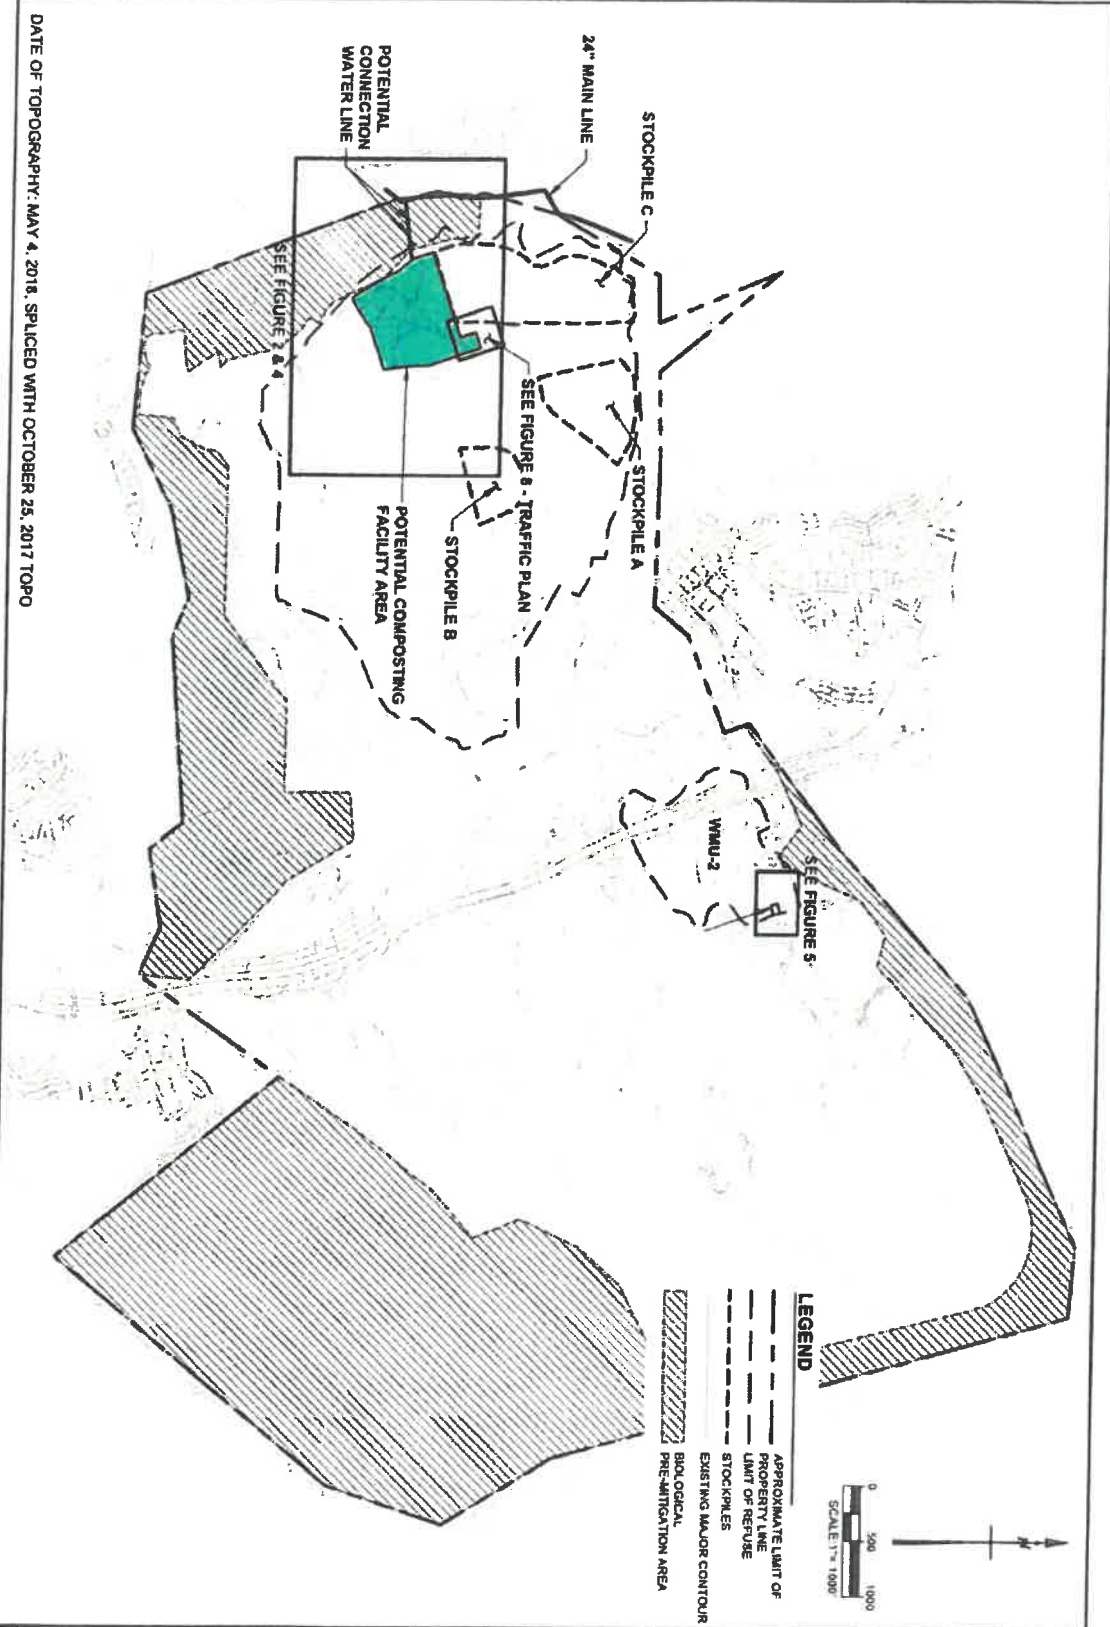 24" MAIN LINE
STOCKPILE C
POTENTIAL
CONNECTION
WATER LINE
SEE FIGURE 2 & 4
SEE FIGURE 8 - TRAFFIC PLAN
STOCKPILE A
STOCKPILE B
POTENTIAL COMPOSTING
FACILITY AREA
WMU-2
SEE FIGURE 5
LEGEND
APPROXIMATE LIMIT OF
PROPERTY LINE
LIMIT OF REFUSE
STOCKPILES
EXISTING MAJOR CONTOUR
BIOLOGICAL
PRE-MITIGATION AREA
N
0 500 1000
SCALE: 1"= 1000'
DATE OF TOPOGRAPHY: MAY 4, 2018, SPLICED WITH OCTOBER 25, 2017 TOPO